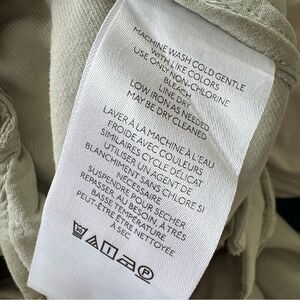 MACHINE WASH COLD GENTLE
WITH LIKE COLORS
USE ONLY NON-CHLORINE
BLEACH
LINE DRY
LOW IRON AS NEEDED
MAY BE DRY CLEANED
LAVER À LA MACHINE À L'EAU
FROIDE AVEC COULEURS
SIMILAIRES CYCLE DÉLICAT
UTILISER UN AGENT DE
BLANCHIMENT SANS CHLORE SI
NÉCESSAIRE
SUSPENDRE POUR SÉCHER
REPASSER AU BESOIN, À TRÈS
BASSE TEMPÉRATURE
PEUT-ÊTRE ÊTRE NETTOYÉE
À SEC